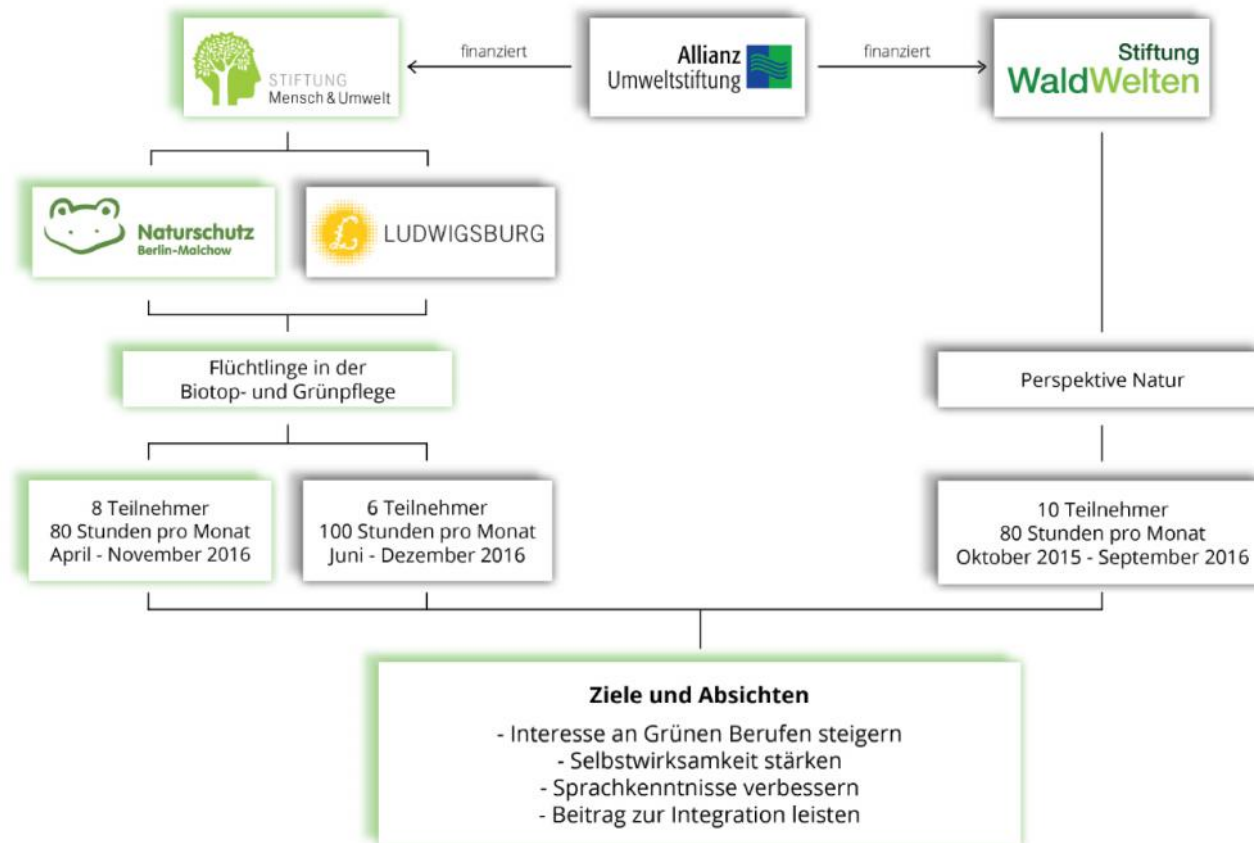 STIFTUNG
Mensch & Umwelt
finanziert
Allianz
Umweltstiftung
finanziert
Stiftung
WaldWelten
Naturschutz
Berlin-Malchow
LUDWIGSBURG
Flüchtlinge in der
Biotop- und Grünpflege
Perspektive Natur
8 Teilnehmer
80 Stunden pro Monat
April - November 2016
6 Teilnehmer
100 Stunden pro Monat
Juni - Dezember 2016
10 Teilnehmer
80 Stunden pro Monat
Oktober 2015 - September 2016
Ziele und Absichten
- Interesse an Grünen Berufen steigern
- Selbstwirksamkeit stärken
- Sprachkenntnisse verbessern
- Beitrag zur Integration leisten